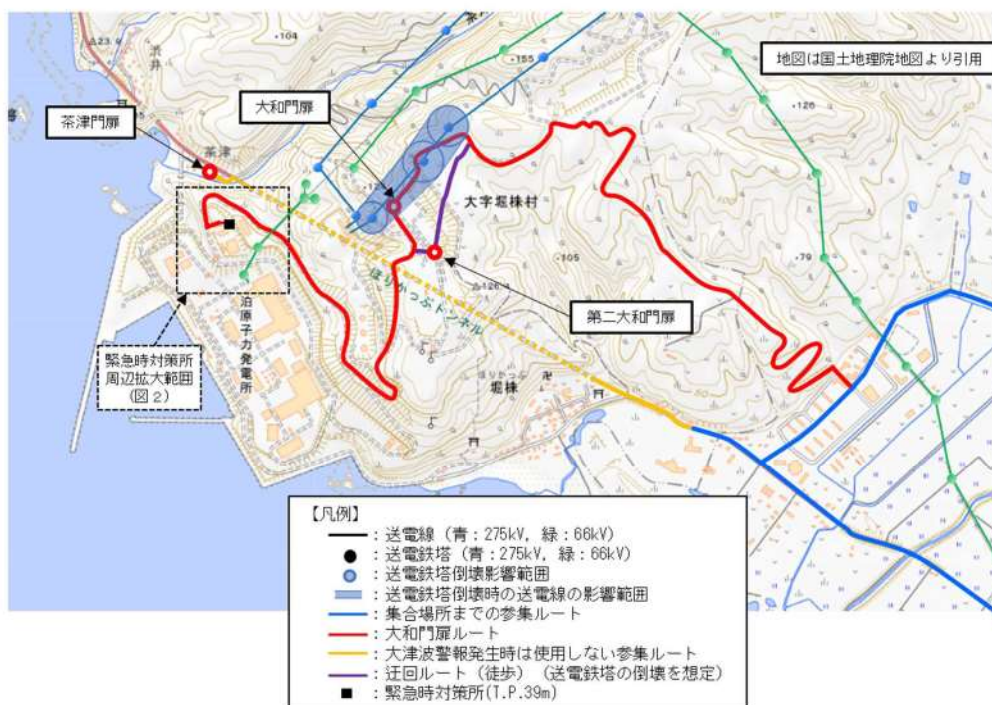 地図は国土地理院地図より引用
・104
・155
△23
渋井
大和門扉
茶津門扉
茶津
・126
大字堀株村
・105
・79
△126
ほりかっぷトンネル
第二大和門扉
泊原子力発電所
緊急時対策所
周辺拡大範囲
(図2)
ほりかっぷ
堀株
【凡例】
：送電線（青：275kV，緑：66kV）
：送電鉄塔（青：275kV，緑：66kV）
：送電鉄塔倒壊影響範囲
：送電鉄塔倒壊時の送電線の影響範囲
：集合場所までの参集ルート
：大和門扉ルート
：大津波警報発生時は使用しない参集ルート
：迂回ルート（徒歩）（送電鉄塔の倒壊を想定）
：緊急時対策所(T.P.39m)